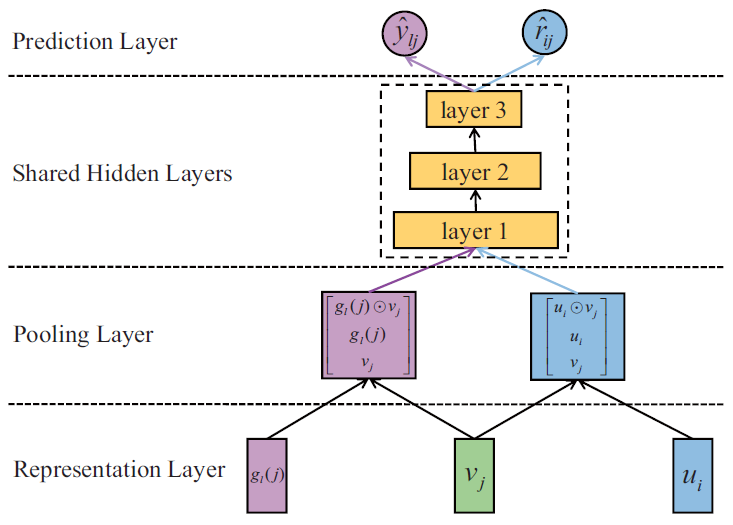 Prediction Layer
ŷ_lj
r̂_ij
layer 3
Shared Hidden Layers
layer 2
layer 1
g_l(j) ⊙ v_j
g_l(j)
v_j
u_i ⊙ v_j
u_i
v_j
Pooling Layer
Representation Layer
g_l(j)
v_j
u_i